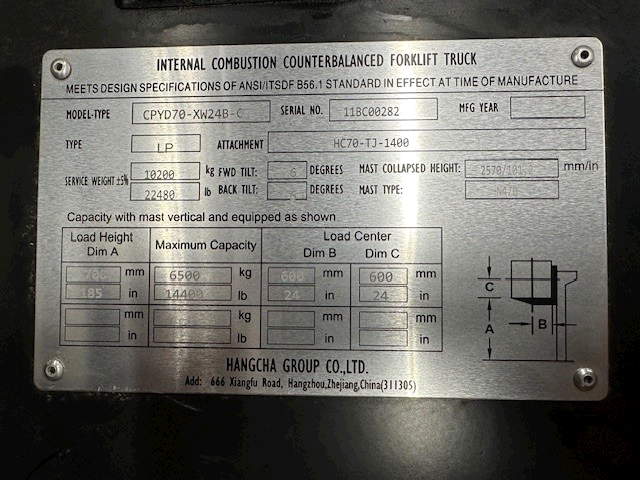 INTERNAL COMBUSTION COUNTERBALANCED FORKLIFT TRUCK
MEETS DESIGN SPECIFICATIONS OF ANSI/ITSDF B56.1 STANDARD IN EFFECT AT TIME OF MANUFACTURE
MODEL-TYPE CPYD70-XW24B-C SERIAL NO. 11BC00282 MFG YEAR
TYPE LP ATTACHMENT HC70-TJ-1400
SERVICE WEIGHT ±5% 10200 kg FWD TILT: 6 DEGREES MAST COLLAPSED HEIGHT: mm/in
22480 lb BACK TILT: DEGREES MAST TYPE:
Capacity with mast vertical and equipped as shown
Load Height Dim A Maximum Capacity Load Center
Dim B Dim C
mm 6500 kg 600 mm 600 mm
185 in 14400 lb 24 in 24 in
mm kg mm mm
in lb in in
C
B
A
HANGCHA GROUP CO.,LTD.
Add: 666 Xiangfu Road, Hangzhou,Zhejiang,China(311305)